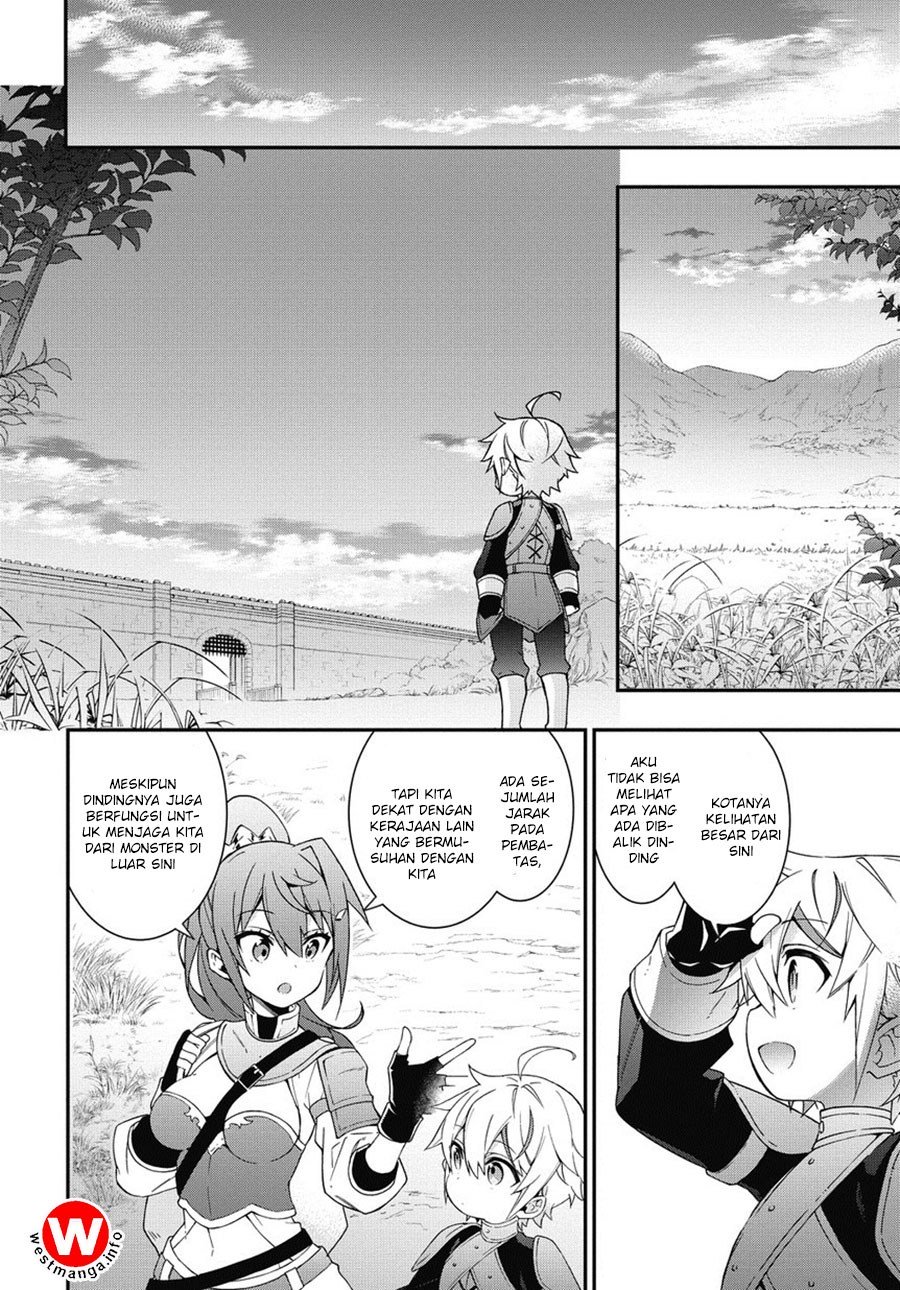 KOTANYA
KELIHATAN
BESAR DARI
SINI
AKU
TIDAK BISA
MELIHAT
APA YANG
ADA DIB-
ALIK DIN-
DING
ADA SE-
JUMLAH
JARAK
PADA
PEMBA-
TAS,
TAPI KITA
DEKAT DENGAN
KERAJAAN LAIN
YANG BERMU-
SUHAN DENGAN
KITA
MESKIPUN
DINDINGNYA JUGA
BERFUNGSI UNT-
UK MENJAGA KITA
DARI MONSTER DI
LUAR SINI
W
westmanga.info